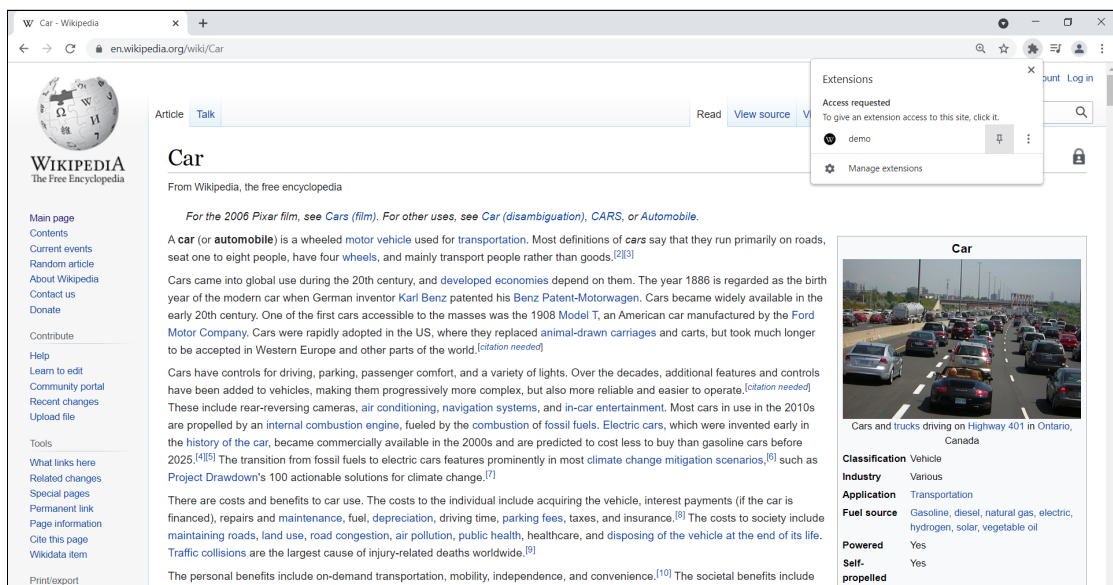 Car - Wikipedia
en.wikipedia.org/wiki/Car
Extensions
Access requested
To give an extension access to this site, click it.
demo
Manage extensions
ount Log in
WIKIPEDIA
The Free Encyclopedia
Main page
Contents
Current events
Random article
About Wikipedia
Contact us
Donate
Contribute
Help
Learn to edit
Community portal
Recent changes
Upload file
Tools
What links here
Related changes
Special pages
Permanent link
Page information
Cite this page
Wikidata item
Print/export
Article Talk
Read View source Vi
Car
From Wikipedia, the free encyclopedia
For the 2006 Pixar film, see Cars (film). For other uses, see Car (disambiguation), CARS, or Automobile.
A car (or automobile) is a wheeled motor vehicle used for transportation. Most definitions of cars say that they run primarily on roads,
seat one to eight people, have four wheels, and mainly transport people rather than goods.[2][3]
Cars came into global use during the 20th century, and developed economies depend on them. The year 1886 is regarded as the birth
year of the modern car when German inventor Karl Benz patented his Benz Patent-Motorwagen. Cars became widely available in the
early 20th century. One of the first cars accessible to the masses was the 1908 Model T, an American car manufactured by the Ford
Motor Company. Cars were rapidly adopted in the US, where they replaced animal-drawn carriages and carts, but took much longer
to be accepted in Western Europe and other parts of the world.[citation needed]
Cars have controls for driving, parking, passenger comfort, and a variety of lights. Over the decades, additional features and controls
have been added to vehicles, making them progressively more complex, but also more reliable and easier to operate.[citation needed]
These include rear-reversing cameras, air conditioning, navigation systems, and in-car entertainment. Most cars in use in the 2010s
are propelled by an internal combustion engine, fueled by the combustion of fossil fuels. Electric cars, which were invented early in
the history of the car, became commercially available in the 2000s and are predicted to cost less to buy than gasoline cars before
2025.[4][5] The transition from fossil fuels to electric cars features prominently in most climate change mitigation scenarios,[6] such as
Project Drawdown's 100 actionable solutions for climate change.[7]
There are costs and benefits to car use. The costs to the individual include acquiring the vehicle, interest payments (if the car is
financed), repairs and maintenance, fuel, depreciation, driving time, parking fees, taxes, and insurance.[8] The costs to society include
maintaining roads, land use, road congestion, air pollution, public health, healthcare, and disposing of the vehicle at the end of its life.
Traffic collisions are the largest cause of injury-related deaths worldwide.[9]
The personal benefits include on-demand transportation, mobility, independence, and convenience.[10] The societal benefits include
Car
Cars and trucks driving on Highway 401 in Ontario,
Canada
Classification Vehicle
Industry Various
Application Transportation
Fuel source Gasoline, diesel, natural gas, electric,
hydrogen, solar, vegetable oil
Powered Yes
Self- Yes
propelled